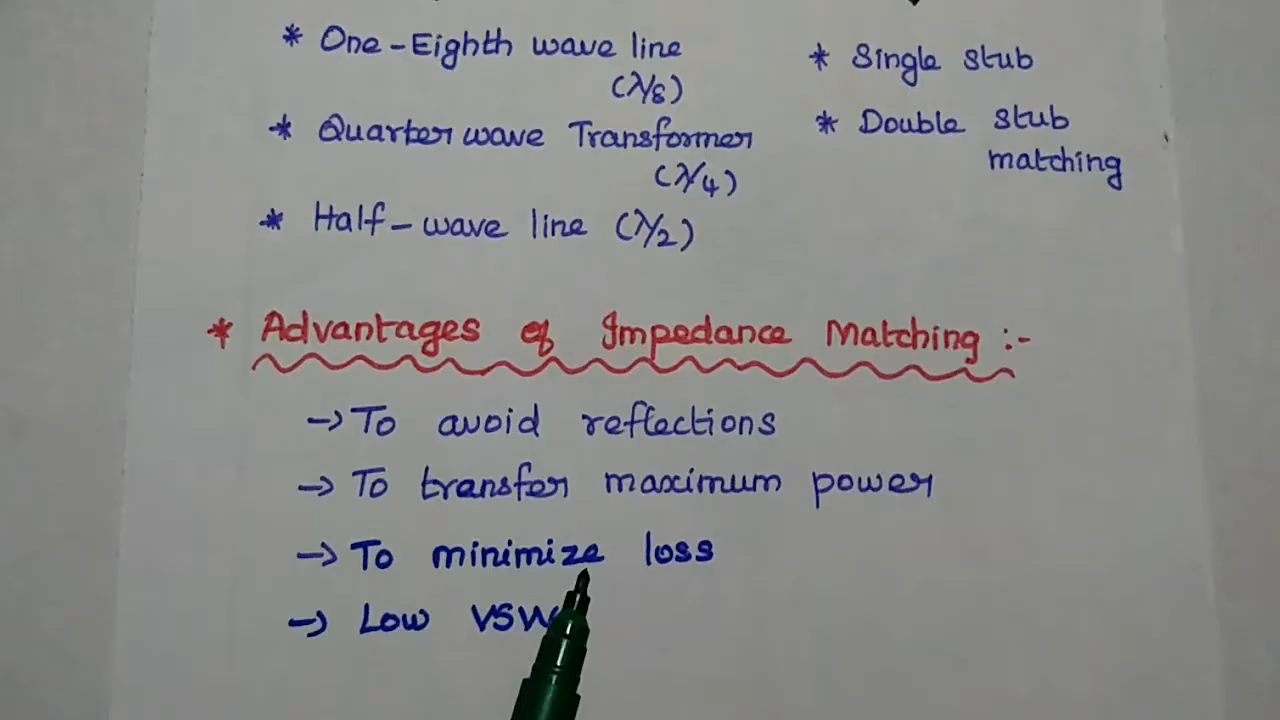 * One-Eighth wave line
(λ/8)
* Quarter wave Transformer
(λ/4)
* Half-wave line (λ/2)
* Single stub
* Double stub
matching
* Advantages of Impedance Matching :-
→ To avoid reflections
→ To transfer maximum power
→ To minimize loss
→ Low